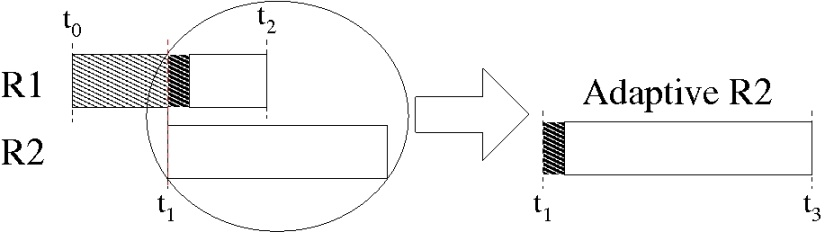 t0 t2
R1
R2
t1
Adaptive R2
t1 t3